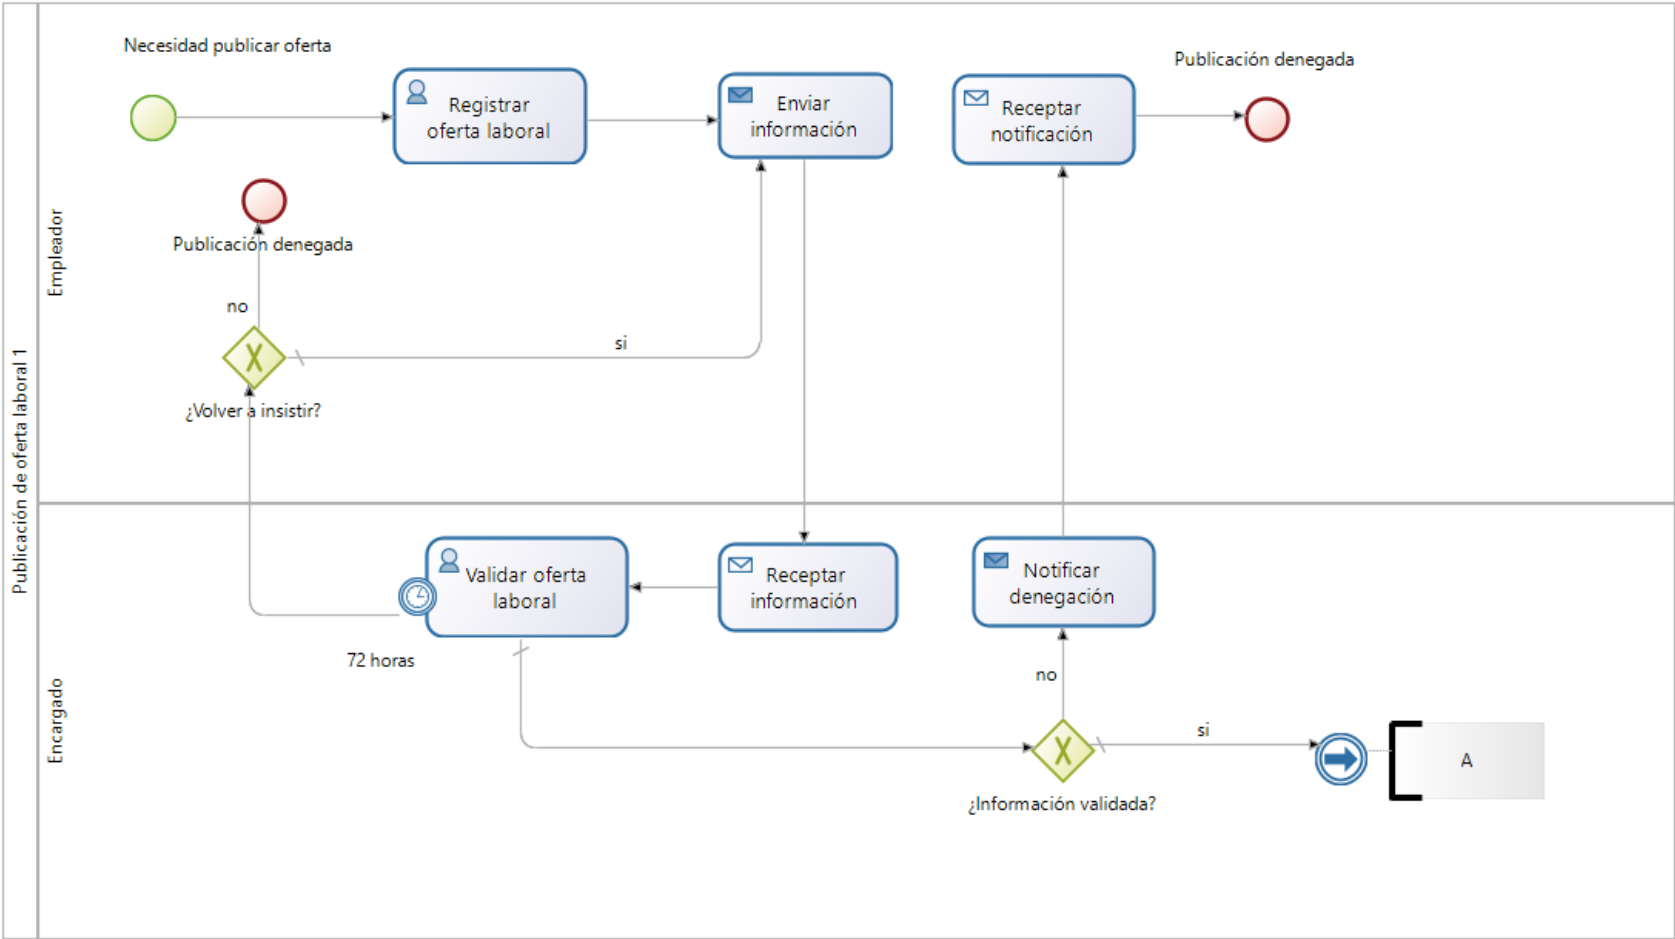 Publicación de oferta laboral 1
Empleador
Necesidad publicar oferta
Registrar
oferta laboral
Enviar
información
Receptar
notificación
Publicación denegada
Publicación denegada
no
si
¿Volver a insistir?
Encargado
Validar oferta
laboral
72 horas
Receptar
información
Notificar
denegación
no
si
¿Información validada?
A